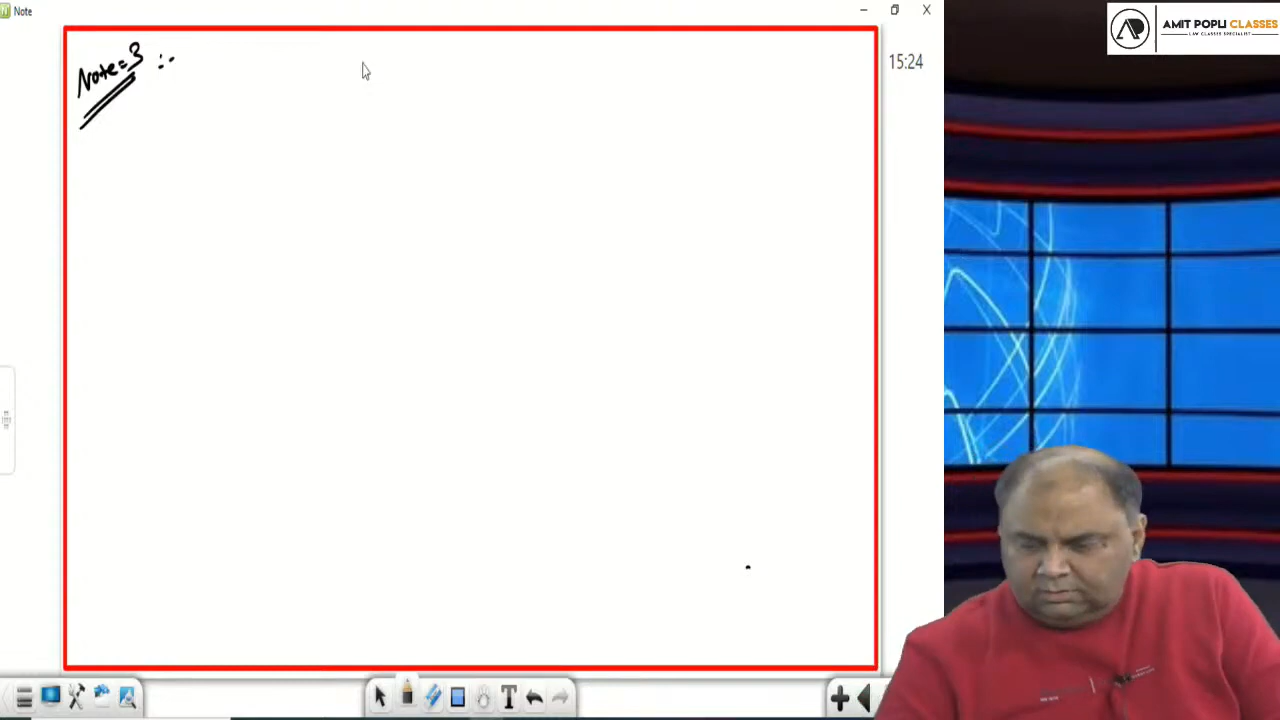 Note
AMIT POPLI CLASSES
LAW CLASSES SPECIALIST
Note=3 :-
15:24
T